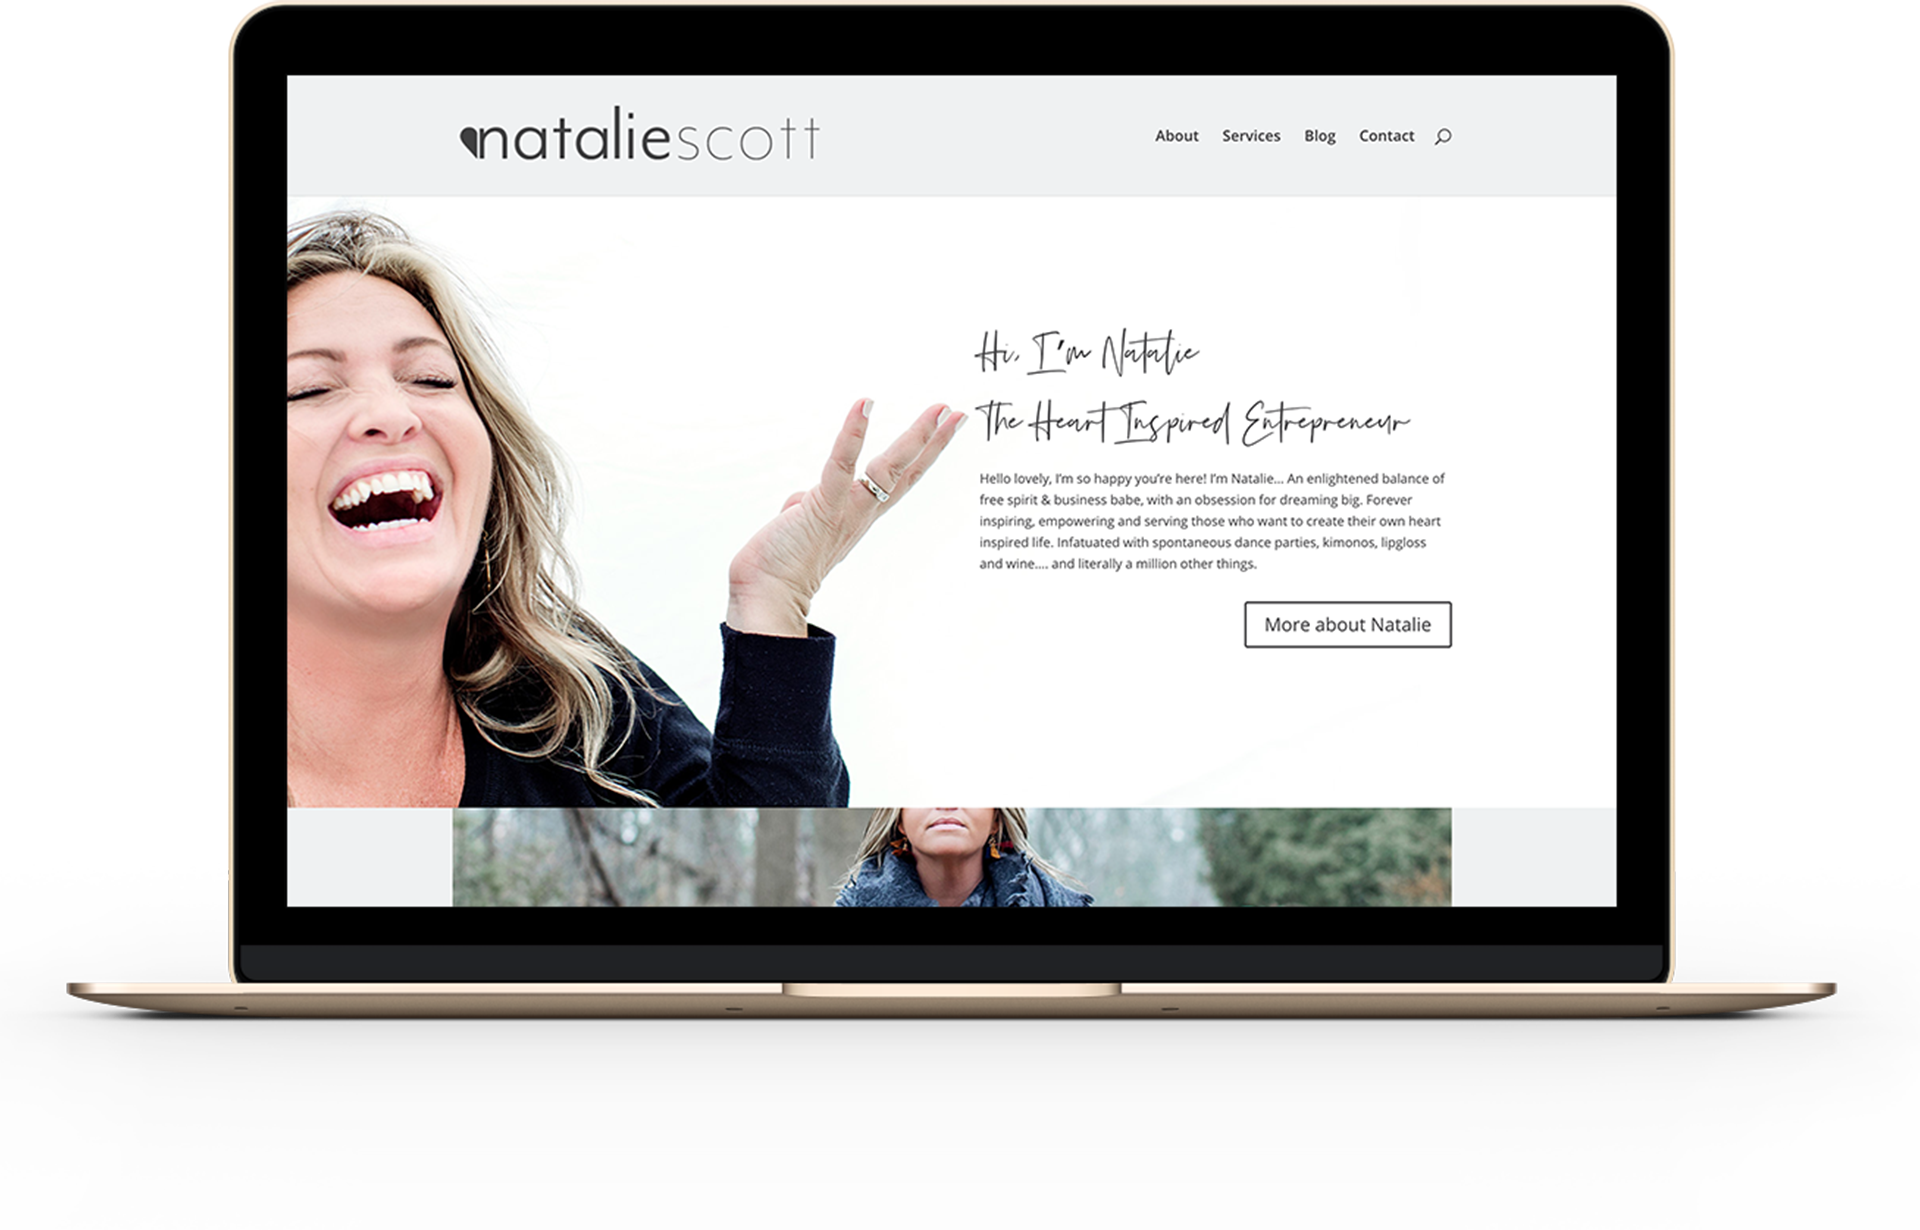 nataliescott
About Services Blog Contact
Hi, I'm Natalie
The Heart Inspired Entrepreneur
Hello lovely, I'm so happy you're here! I'm Natalie... An enlightened balance of
free spirit & business babe, with an obsession for dreaming big. Forever
inspiring, empowering and serving those who want to create their own heart
inspired life. Infatuated with spontaneous dance parties, kimonos, lipgloss
and wine.... and literally a million other things.
More about Natalie